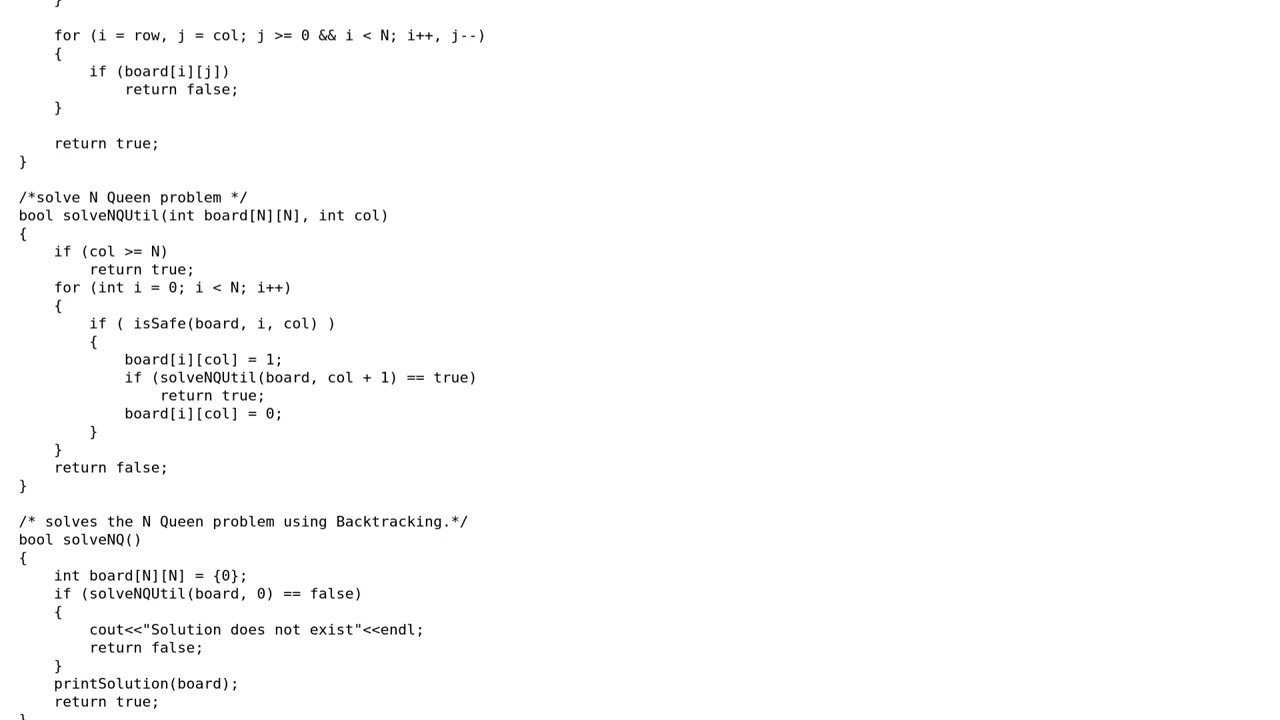 }
    for (i = row, j = col; j >= 0 && i < N; i++, j--)
    {
        if (board[i][j])
            return false;
    }

    return true;
}

/*solve N Queen problem */
bool solveNQUtil(int board[N][N], int col)
{
    if (col >= N)
        return true;
    for (int i = 0; i < N; i++)
    {
        if ( isSafe(board, i, col) )
        {
            board[i][col] = 1;
            if (solveNQUtil(board, col + 1) == true)
                return true;
            board[i][col] = 0;
        }
    }
    return false;
}

/* solves the N Queen problem using Backtracking.*/
bool solveNQ()
{
    int board[N][N] = {0};
    if (solveNQUtil(board, 0) == false)
    {
        cout<<"Solution does not exist"<<endl;
        return false;
    }
    printSolution(board);
    return true;
}